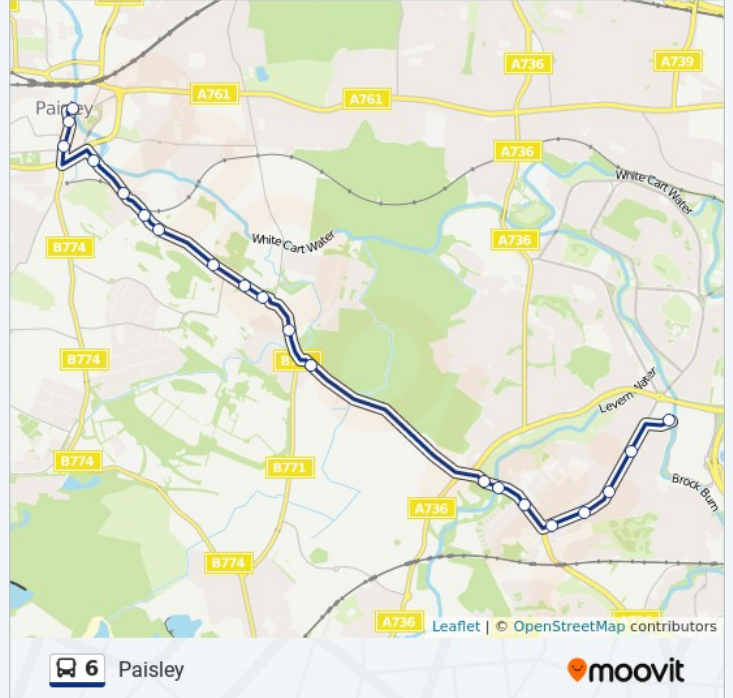 A736
A739
A761
A761
Paisley
A736
White Cart Water
White Cart Water
A736
B774
B774
Levern Water
B774
B771
Brock Burn
A736
B774
A736
Leaflet | © OpenStreetMap contributors
6 Paisley
moovit